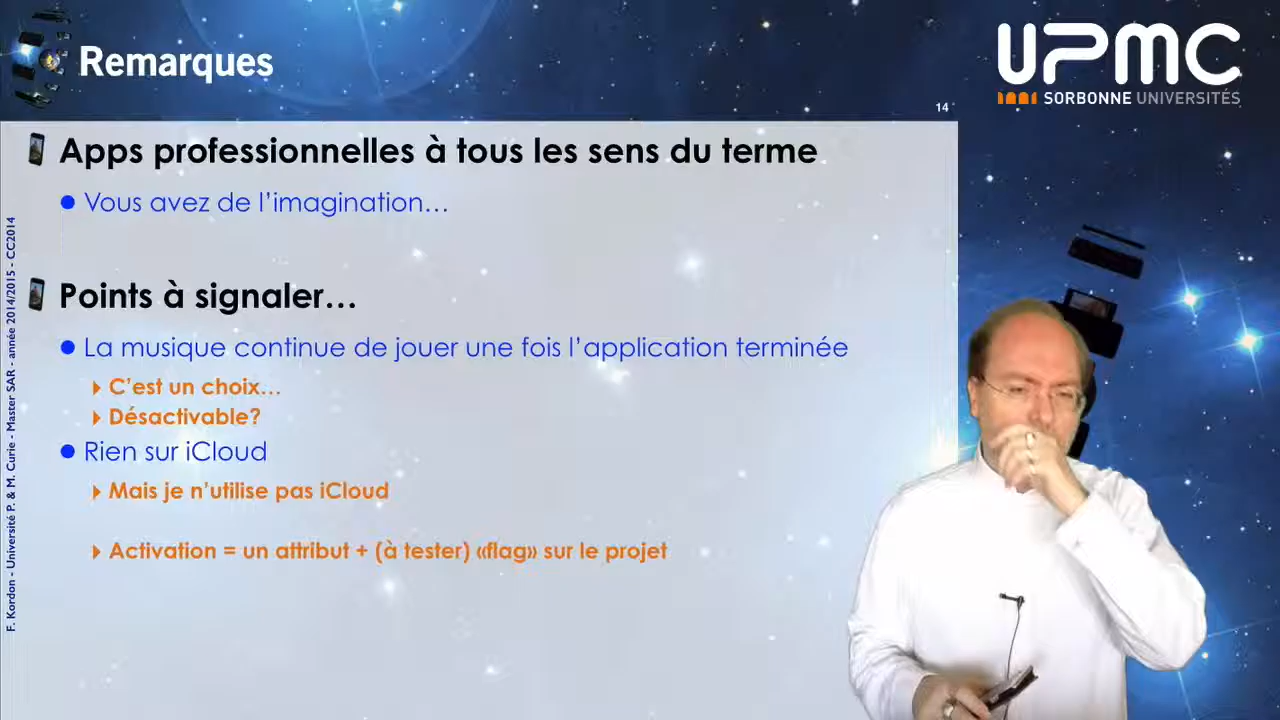 Remarques
UPMC
SORBONNE UNIVERSITÉS
14
Apps professionnelles à tous les sens du terme
Vous avez de l’imagination…
Points à signaler…
La musique continue de jouer une fois l’application terminée
C’est un choix…
Désactivable?
Rien sur iCloud
Mais je n’utilise pas iCloud
Activation = un attribut + (à tester) «flag» sur le projet
F. Kordon - Université P. & M. Curie - Master SAR - année 2014/2015 - CC2014